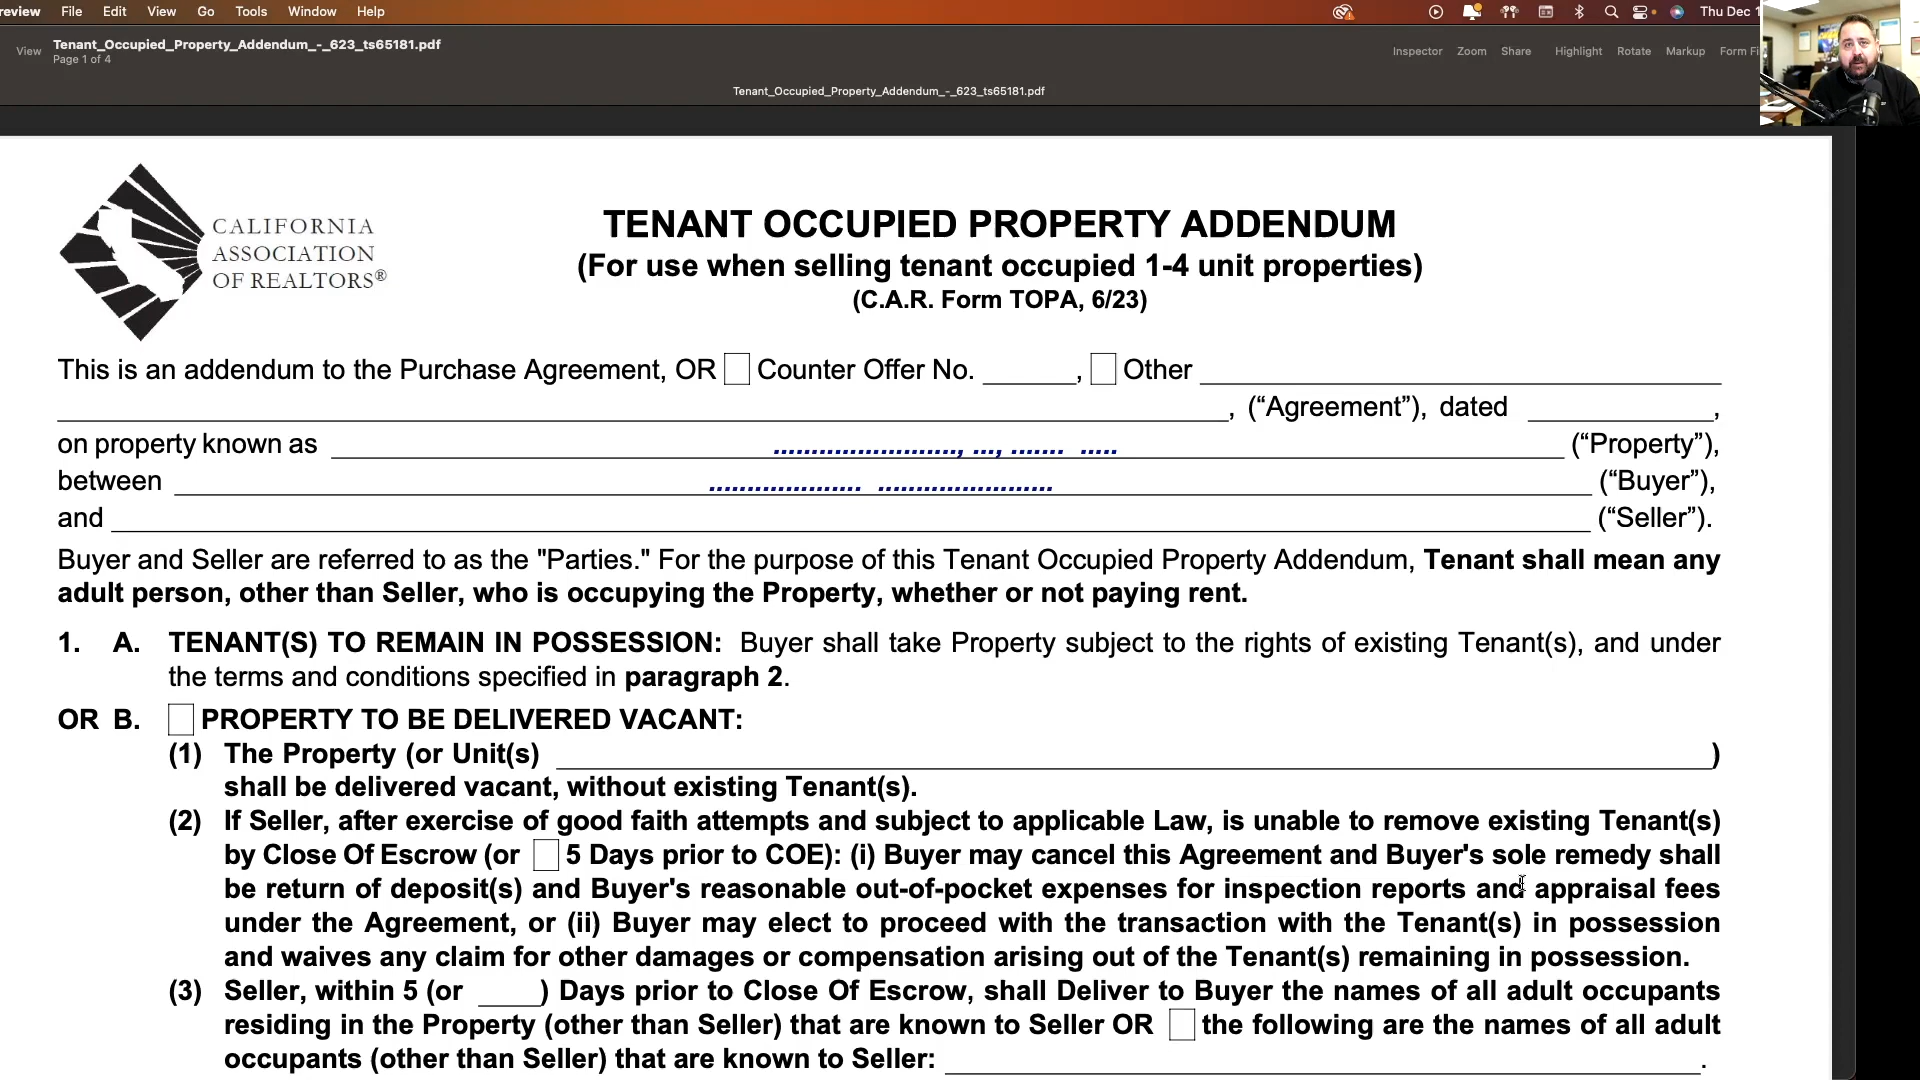 review File Edit View Go Tools Window Help Thu Dec 1
View Tenant_Occupied_Property_Addendum_-_623_ts65181.pdf
Page 1 of 4
Inspector Zoom Share Highlight Rotate Markup Form Fi
Tenant_Occupied_Property_Addendum_-_623_ts65181.pdf
CALIFORNIA
ASSOCIATION
OF REALTORS®
TENANT OCCUPIED PROPERTY ADDENDUM
(For use when selling tenant occupied 1-4 unit properties)
(C.A.R. Form TOPA, 6/23)
This is an addendum to the Purchase Agreement, OR Counter Offer No. ______, Other
, (“Agreement”), dated ,
on property known as ........................, ..., ....... ..... (“Property”),
between .................... ....................... (“Buyer”),
and (“Seller”).
Buyer and Seller are referred to as the "Parties." For the purpose of this Tenant Occupied Property Addendum, Tenant shall mean any
adult person, other than Seller, who is occupying the Property, whether or not paying rent.
1. A. TENANT(S) TO REMAIN IN POSSESSION: Buyer shall take Property subject to the rights of existing Tenant(s), and under
the terms and conditions specified in paragraph 2.
OR B. PROPERTY TO BE DELIVERED VACANT:
(1) The Property (or Unit(s) )
shall be delivered vacant, without existing Tenant(s).
(2) If Seller, after exercise of good faith attempts and subject to applicable Law, is unable to remove existing Tenant(s)
by Close Of Escrow (or 5 Days prior to COE): (i) Buyer may cancel this Agreement and Buyer's sole remedy shall
be return of deposit(s) and Buyer's reasonable out-of-pocket expenses for inspection reports and appraisal fees
under the Agreement, or (ii) Buyer may elect to proceed with the transaction with the Tenant(s) in possession
and waives any claim for other damages or compensation arising out of the Tenant(s) remaining in possession.
(3) Seller, within 5 (or ____) Days prior to Close Of Escrow, shall Deliver to Buyer the names of all adult occupants
residing in the Property (other than Seller) that are known to Seller OR the following are the names of all adult
occupants (other than Seller) that are known to Seller: .